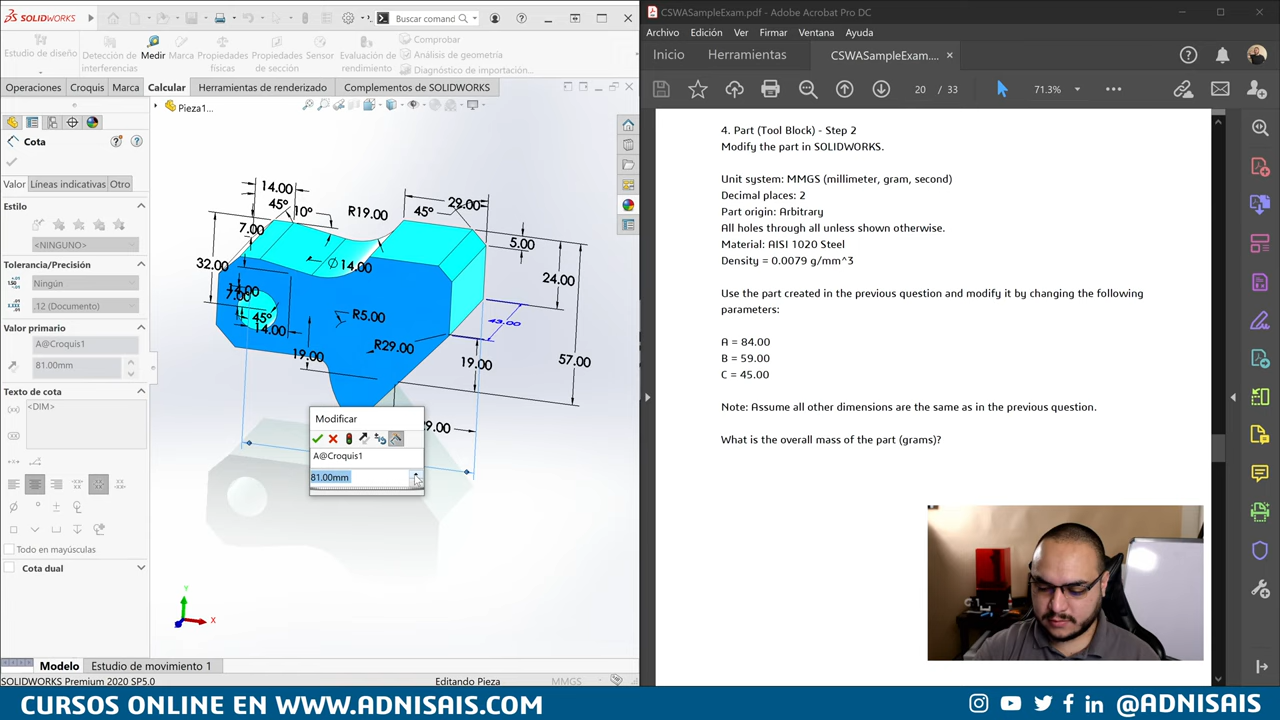 SOLIDWORKS
Buscar comand
Estudio de diseño
Detección de interferencias
Medir
Marca
Propiedades físicas
Propiedades de sección
Sensor
Evaluación de rendimiento
Comprobar
Análisis de geometría
Diagnóstico de importación...
Operaciones
Croquis
Marca
Calcular
Herramientas de renderizado
Complementos de SOLIDWORKS
Pieza1...
Cota
Valor
Líneas indicativas
Otro
Estilo
<NINGUNO>
Tolerancia/Precisión
Ningún
.12 (Documento)
Valor primario
A@Croquis1
81.00mm
Texto de cota
<DIM>
Todo en mayúsculas
Cota dual
14.00
45°
10°
R19.00
29.00
45°
7.00
5.00
32.00
Ø14.00
24.00
7.00
45°
14.00
R5.00
43.00
R29.00
19.00
19.00
57.00
Modificar
A@Croquis1
81.00mm
Y
X
Modelo
Estudio de movimiento 1
SOLIDWORKS Premium 2020 SP5.0
Editando Pieza
MMGS
CSWASampleExam.pdf - Adobe Acrobat Pro DC
Archivo Edición Ver Firmar Ventana Ayuda
Inicio
Herramientas
CSWASampleExam....
20 / 33
71.3%
4. Part (Tool Block) - Step 2
Modify the part in SOLIDWORKS.
Unit system: MMGS (millimeter, gram, second)
Decimal places: 2
Part origin: Arbitrary
All holes through all unless shown otherwise.
Material: AISI 1020 Steel
Density = 0.0079 g/mm^3
Use the part created in the previous question and modify it by changing the following
parameters:
A = 84.00
B = 59.00
C = 45.00
Note: Assume all other dimensions are the same as in the previous question.
What is the overall mass of the part (grams)?
CURSOS ONLINE EN WWW.ADNISAIS.COM
@ADNISAIS